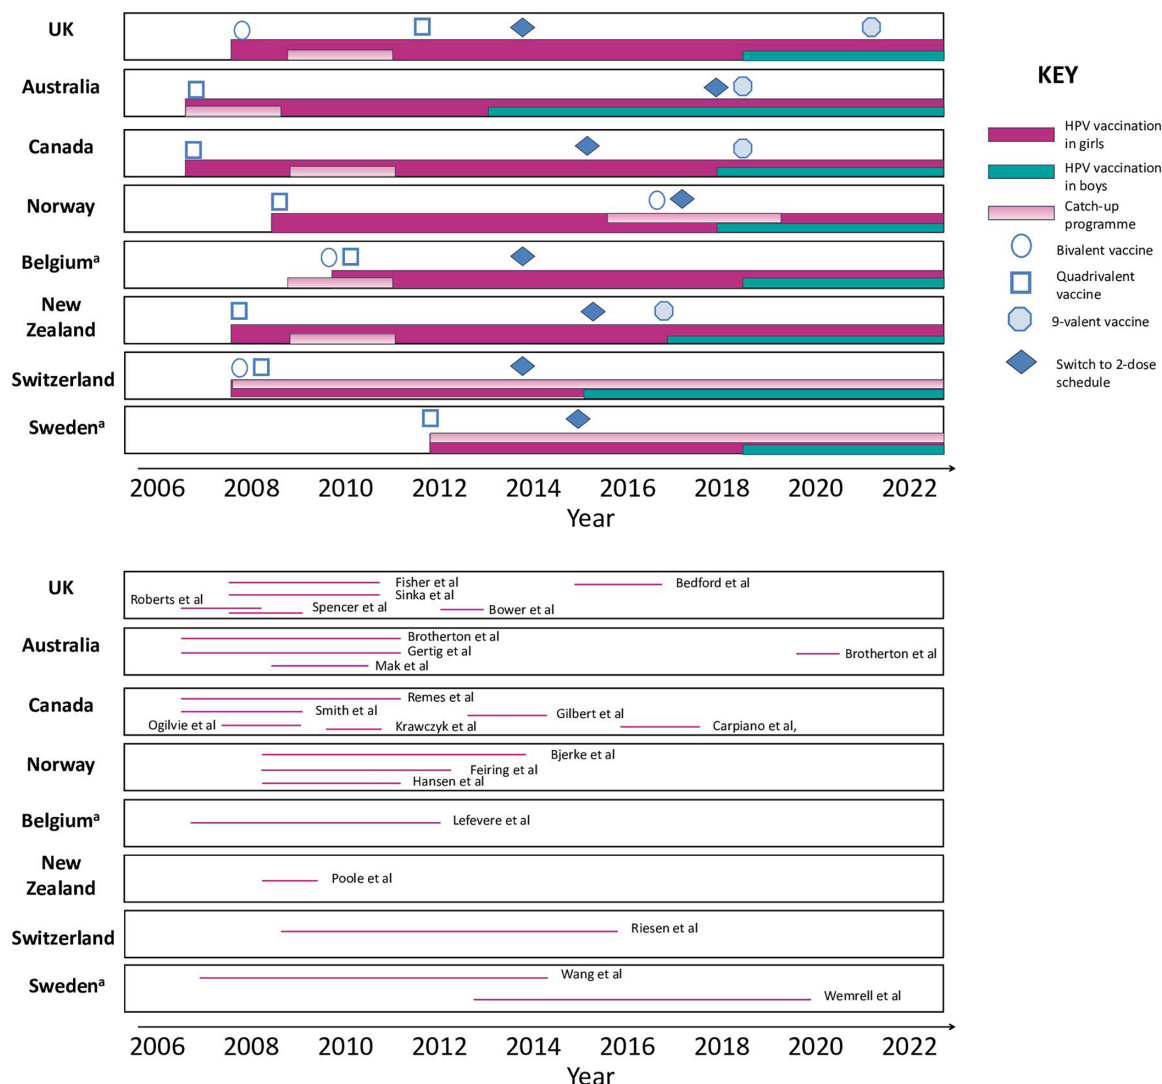 UK
Australia
Canada
Norway
Belgiumᵃ
New
Zealand
Switzerland
Swedenᵃ
2006 2008 2010 2012 2014 2016 2018 2020 2022
Year
KEY
HPV vaccination
in girls
HPV vaccination
in boys
Catch-up
programme
Bivalent vaccine
Quadrivalent
vaccine
9-valent vaccine
Switch to 2-dose
schedule
UK
Fisher et al
Bedford et al
Sinka et al
Roberts et al
Spencer et al
Bower et al
Australia
Brotherton et al
Gertig et al
Brotherton et al
Mak et al
Canada
Remes et al
Smith et al
Gilbert et al
Ogilvie et al
Krawczyk et al
Carpiano et al,
Norway
Bjerke et al
Feiring et al
Hansen et al
Belgiumᵃ
Lefevere et al
New
Zealand
Poole et al
Switzerland
Riesen et al
Swedenᵃ
Wang et al
Wemrell et al
2006 2008 2010 2012 2014 2016 2018 2020 2022
Year